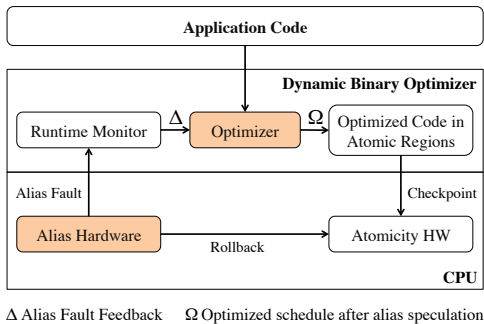 Application Code
Dynamic Binary Optimizer
Runtime Monitor
Δ
Optimizer
Ω
Optimized Code in
Atomic Regions
Alias Fault
Checkpoint
Alias Hardware
Rollback
Atomicity HW
CPU
Δ Alias Fault Feedback Ω Optimized schedule after alias speculation